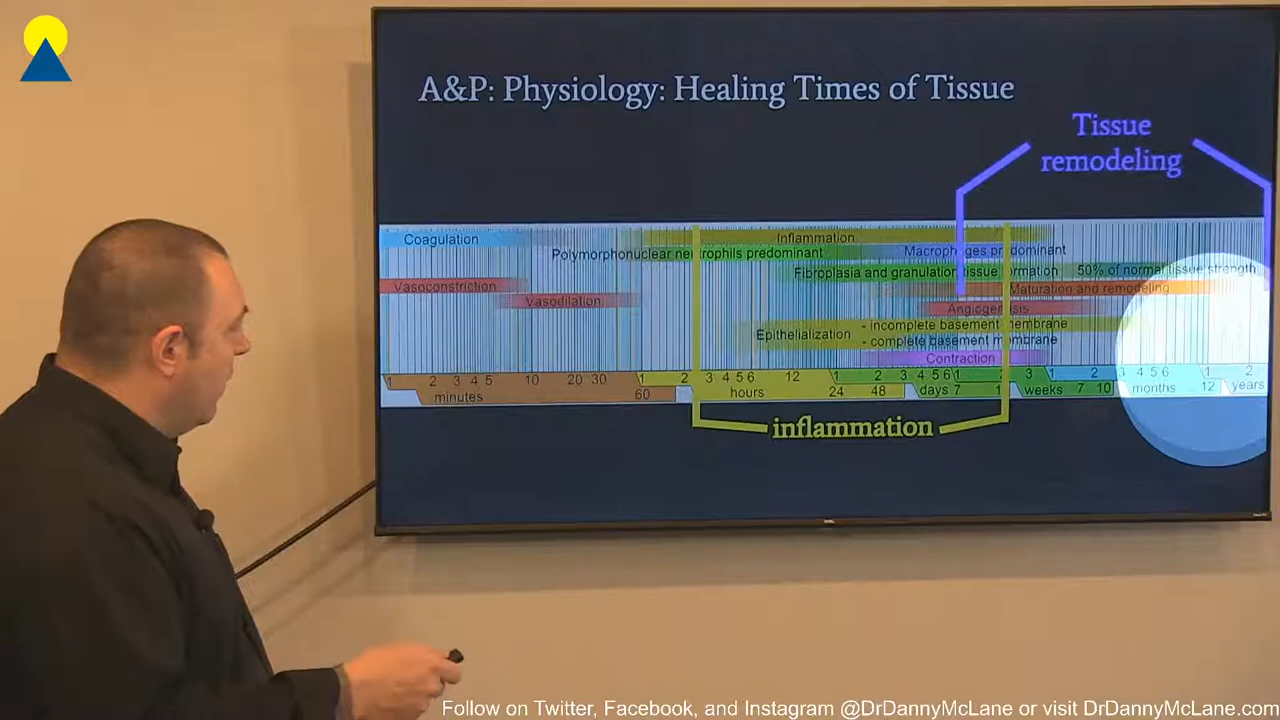 A&P: Physiology: Healing Times of Tissue
Tissue
remodeling
Coagulation
Inflammation
Polymorphonuclear neutrophils predominant
Macrophages predominant
Fibroplasia and granulation tissue formation
50% of normal tissue strength
Vasoconstriction
Maturation and remodeling
Vasodilation
Angiogenesis
Epithelialization
- incomplete basement membrane
- complete basement membrane
Contraction
1 2 3 4 5 10 20 30 1 2 3 4 5 6 12 1 2 3 4 5 6 1 3 1 2 3 4 5 6 1 2
minutes 60 hours 24 48 days 7 1 weeks 7 10 months 12 years
inflammation
Follow on Twitter, Facebook, and Instagram @DrDannyMcLane or visit DrDannyMcLane.com